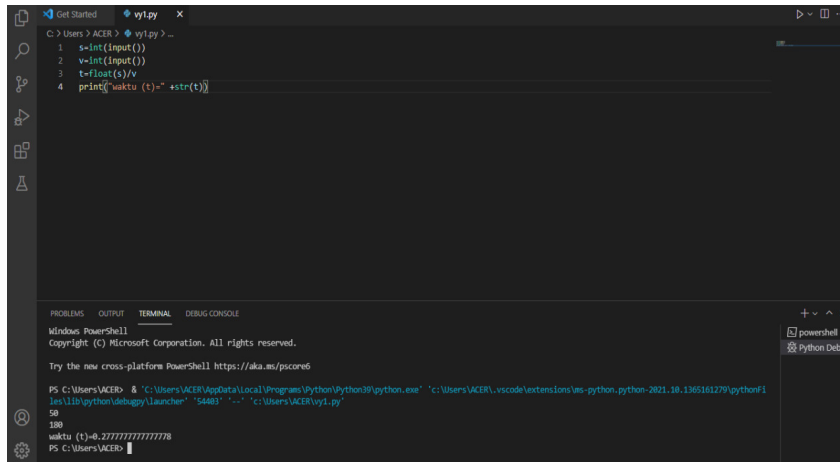 Get Started
vy1.py
C: > Users > ACER > vy1.py > ...
1 s=int(input())
2 v=int(input())
3 t=float(s)/v
4 print("waktu (t)=" +str(t))
PROBLEMS OUTPUT TERMINAL DEBUG CONSOLE
Windows PowerShell
Copyright (C) Microsoft Corporation. All rights reserved.
Try the new cross-platform PowerShell https://aka.ms/pscore6
PS C:\Users\ACER> & 'C:\Users\ACER\AppData\Local\Programs\Python\Python39\python.exe' 'c:\Users\ACER\.vscode\extensions\ms-python.python-2021.10.1365161279\pythonFi
les\lib\python\debugpy\launcher' '54403' '--' 'c:\Users\ACER\vy1.py'
50
180
waktu (t)=0.2777777777777778
PS C:\Users\ACER>
powershell
Python Deb